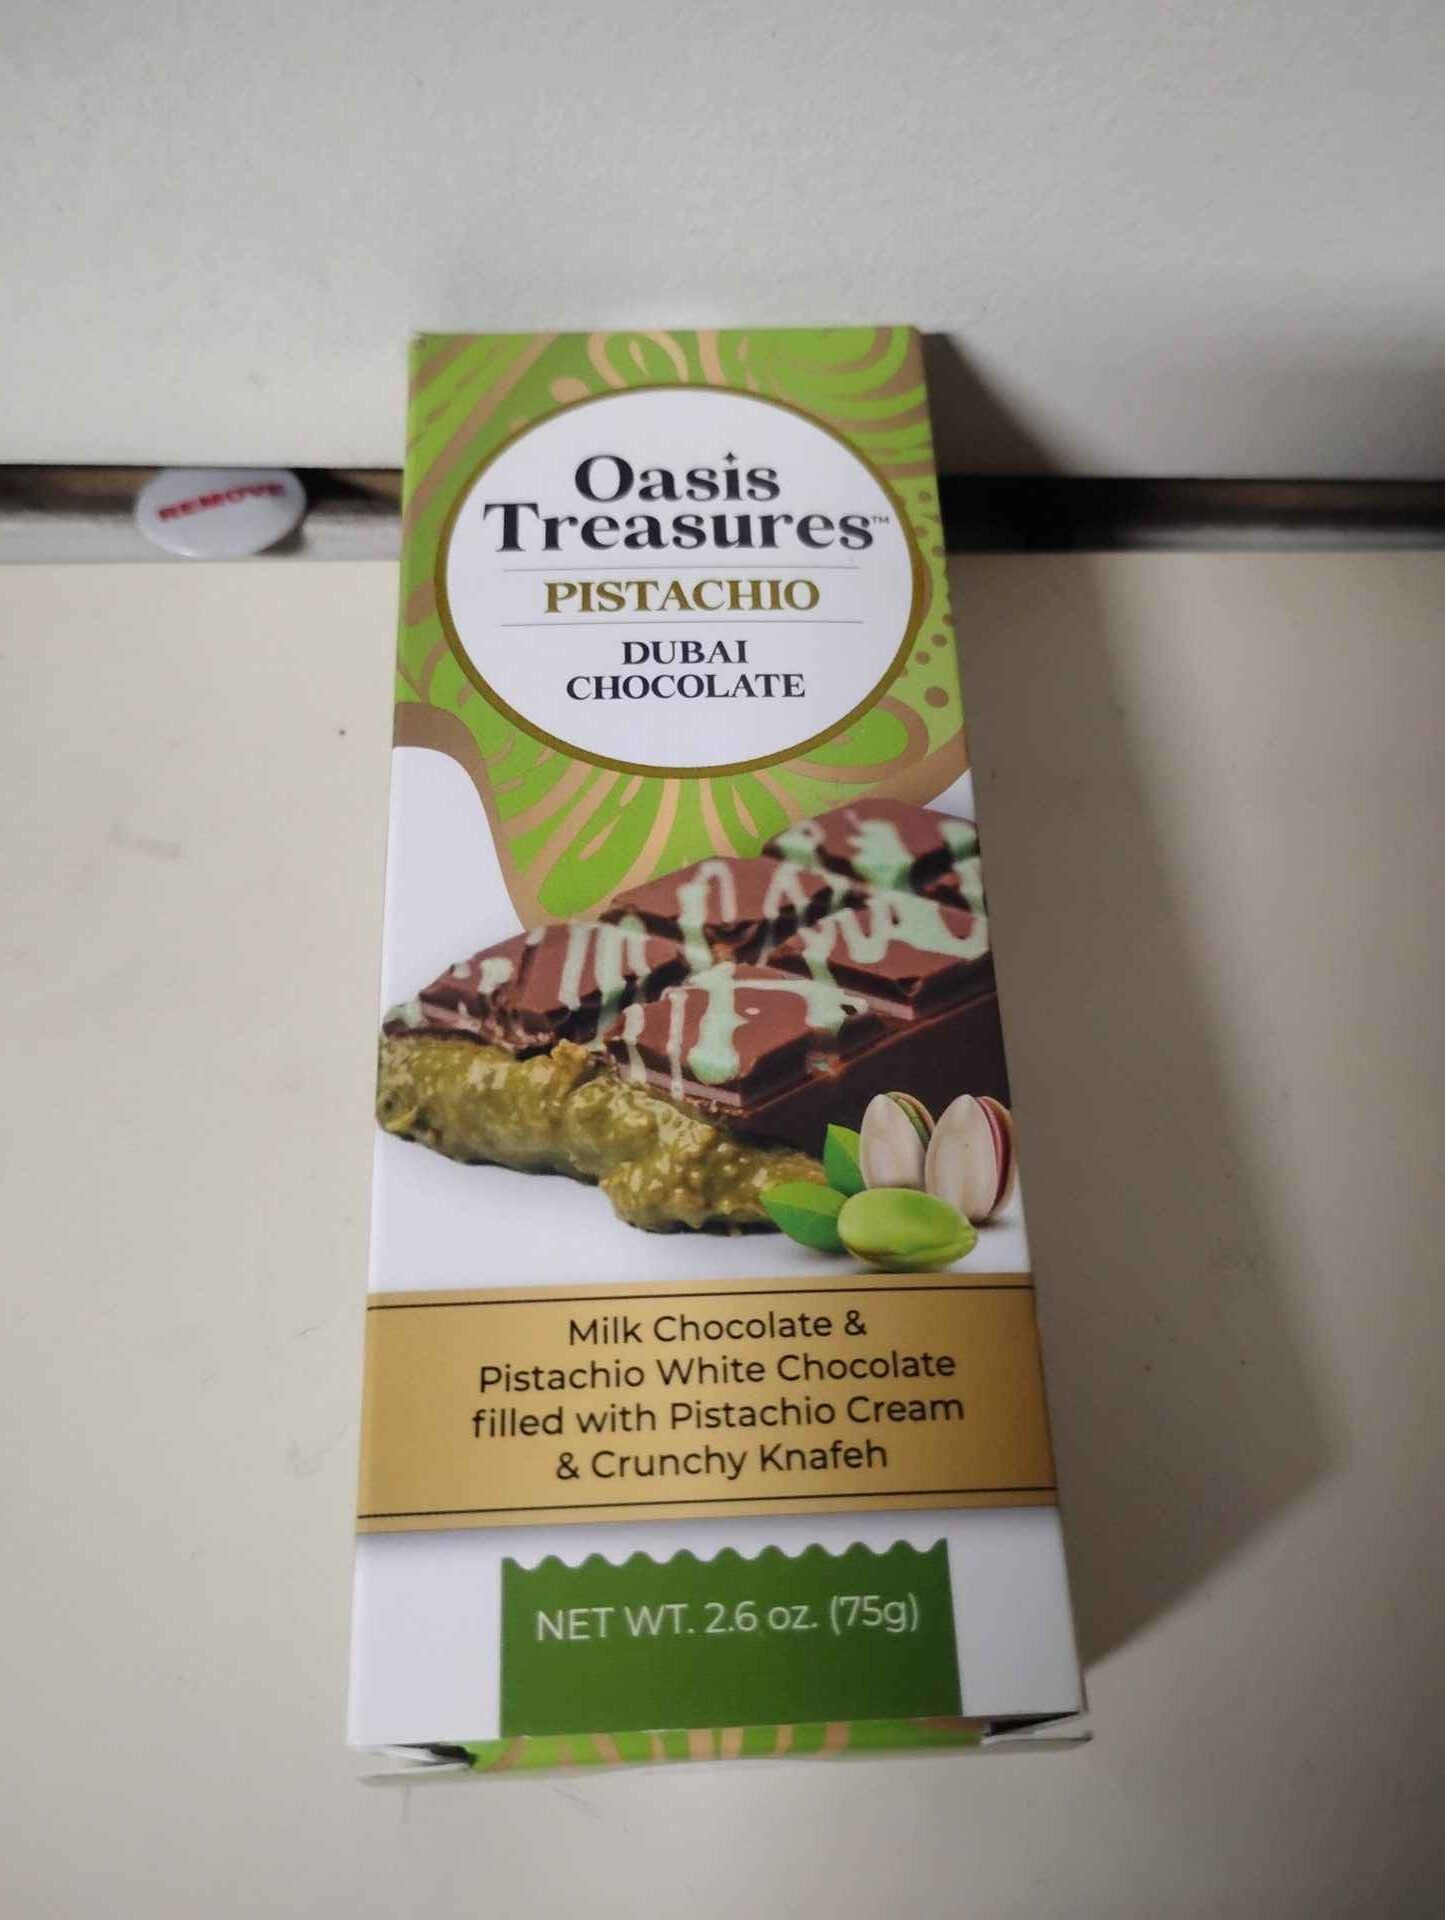 REMOVE
Oasis
Treasures™
PISTACHIO
DUBAI
CHOCOLATE
Milk Chocolate &
Pistachio White Chocolate
filled with Pistachio Cream
& Crunchy Knafeh
NET WT. 2.6 oz. (75g)